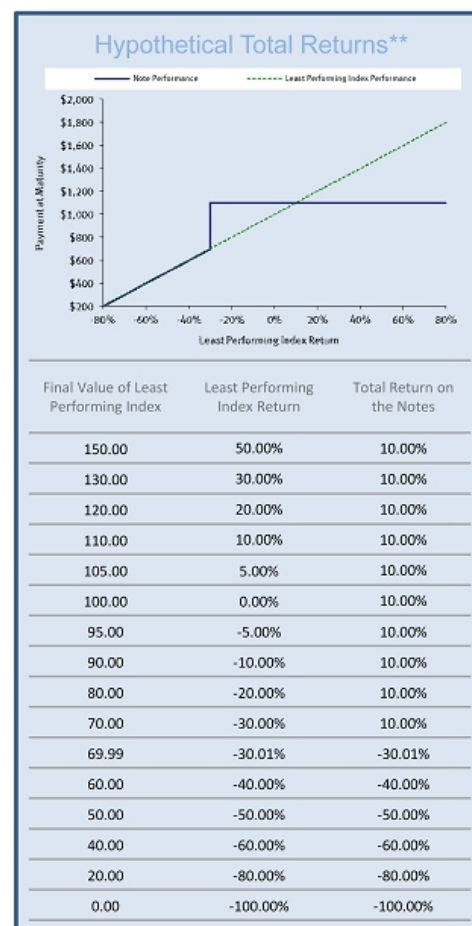 Hypothetical Total Returns**
Note Performance Least Performing Index Performance
Payment at Maturity
$2,000
$1,800
$1,600
$1,400
$1,200
$1,000
$800
$600
$400
$200
-80% -60% -40% -20% 0% 20% 40% 60% 80%
Least Performing Index Return
Final Value of Least Performing Index Least Performing Index Return Total Return on the Notes
150.00 50.00% 10.00%
130.00 30.00% 10.00%
120.00 20.00% 10.00%
110.00 10.00% 10.00%
105.00 5.00% 10.00%
100.00 0.00% 10.00%
95.00 -5.00% 10.00%
90.00 -10.00% 10.00%
80.00 -20.00% 10.00%
70.00 -30.00% 10.00%
69.99 -30.01% -30.01%
60.00 -40.00% -40.00%
50.00 -50.00% -50.00%
40.00 -60.00% -60.00%
20.00 -80.00% -80.00%
0.00 -100.00% -100.00%